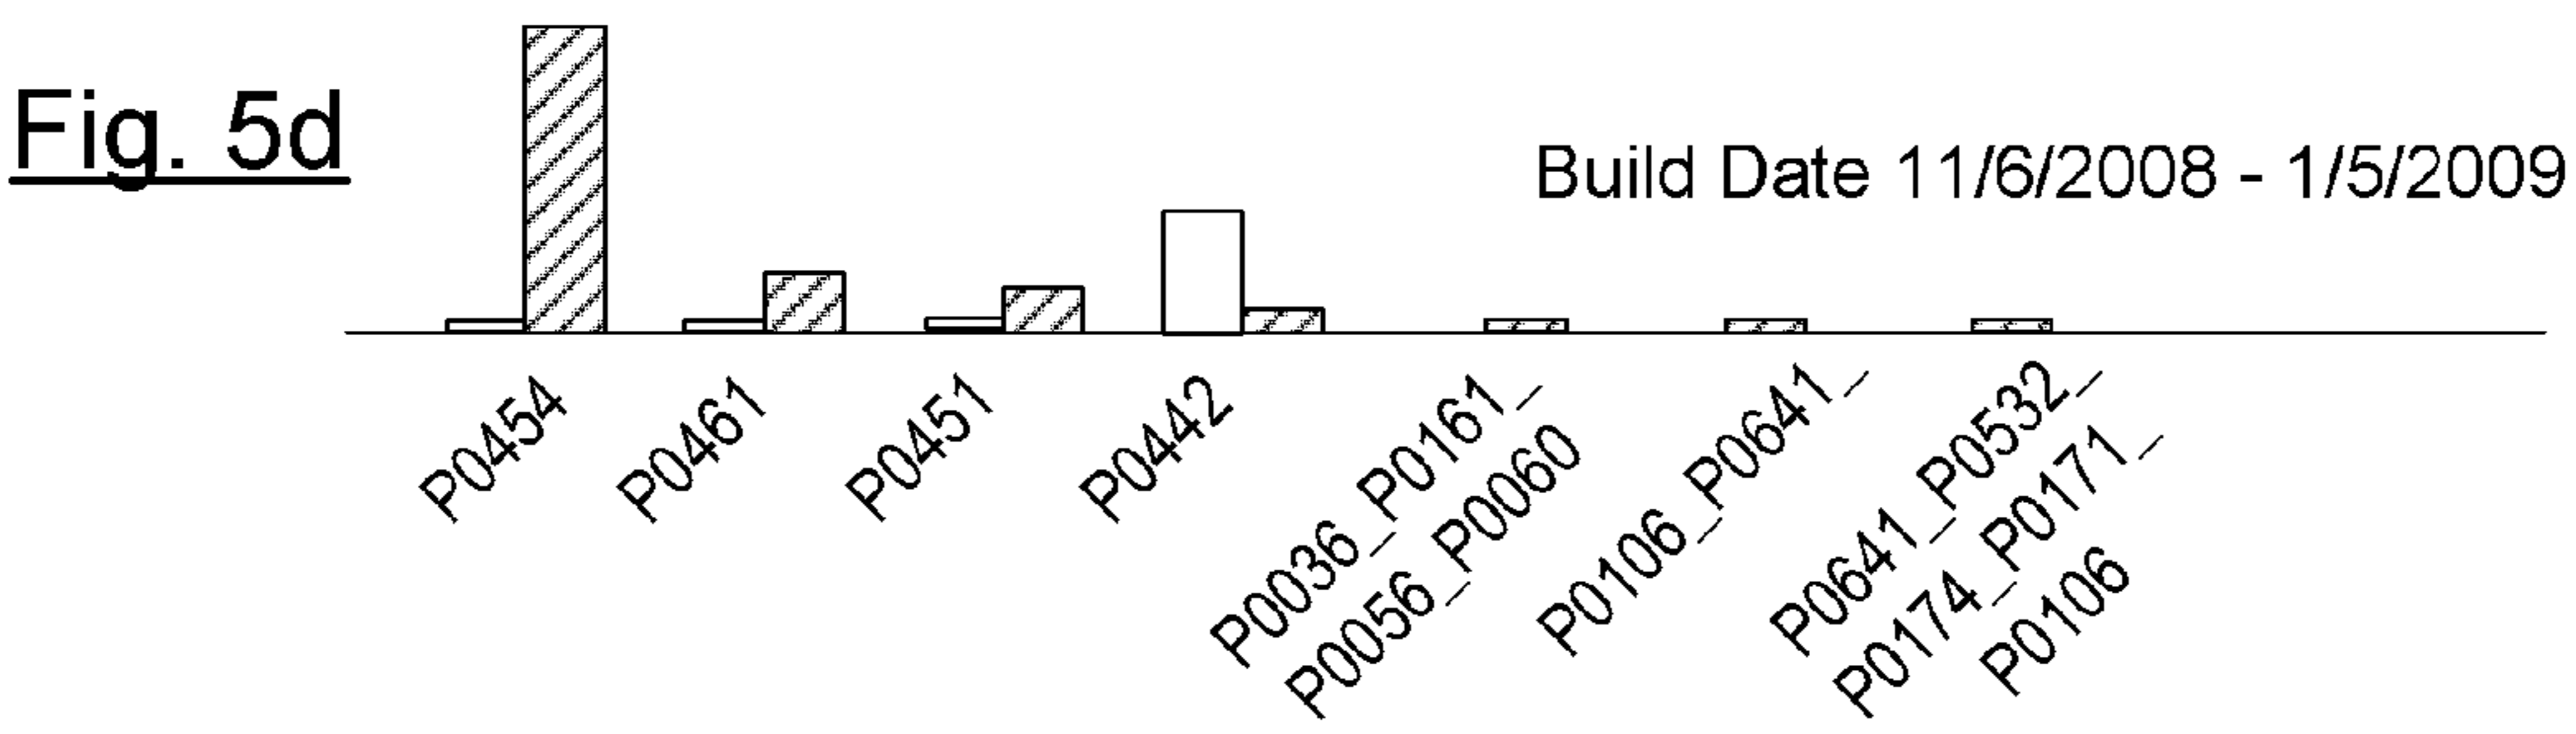 Fig. 5d
Build Date 11/6/2008 - 1/5/2009
P0454
P0461
P0451
P0442
P0036_P0161_
P0056_P0060
P0106_P0641_
P0641_P0532_
P0174_P0171_
P0106